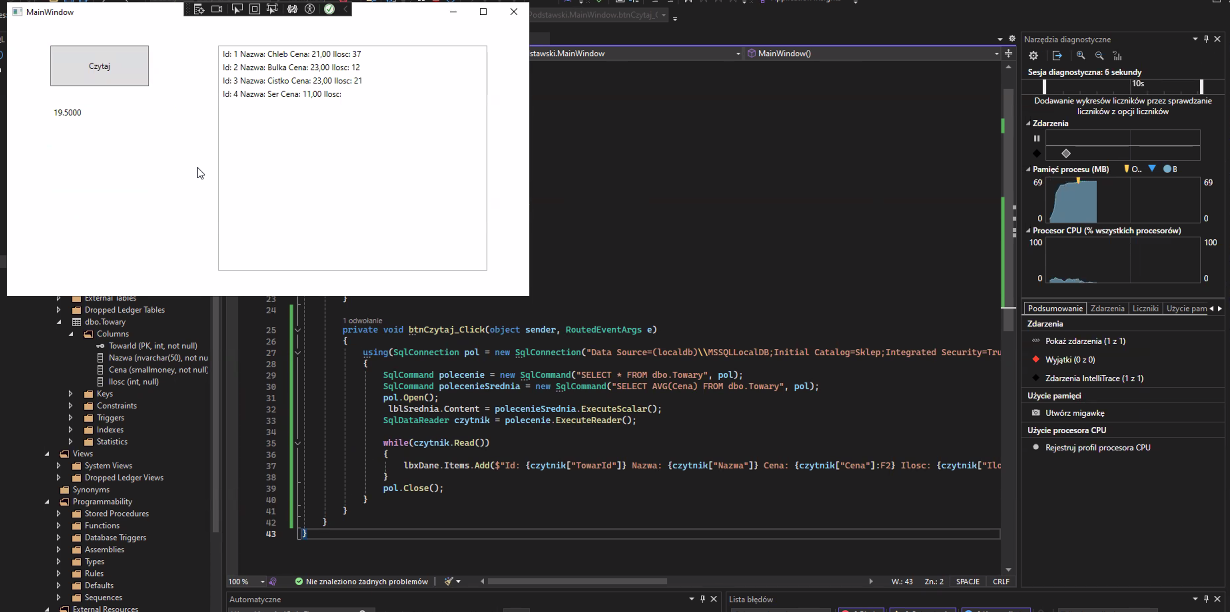 MainWindow
Czytaj
19.5000
Id: 1 Nazwa: Chleb Cena: 21,00 Ilosc: 37
Id: 2 Nazwa: Bulka Cena: 23,00 Ilosc: 12
Id: 3 Nazwa: Cistko Cena: 23,00 Ilosc: 21
Id: 4 Nazwa: Ser Cena: 11,00 Ilosc:
stawski.MainWindow
MainWindow()
External Tables
Dropped Ledger Tables
dbo.Towary
Columns
TowarId (PK, int, not null)
Nazwa (nvarchar(50), not nu
Cena (smallmoney, not null)
Ilosc (int, null)
Keys
Constraints
Triggers
Indexes
Statistics
Views
System Views
Dropped Ledger Views
Synonyms
Programmability
Stored Procedures
Functions
Database Triggers
Assemblies
Types
Rules
Defaults
Sequences
External Resources
23 }
24
1 odwołanie
25 private void btnCzytaj_Click(object sender, RoutedEventArgs e)
26 {
27 using(SqlConnection pol = new SqlConnection("Data Source=(localdb)\\MSSQLLocalDB;Initial Catalog=Sklep;Integrated Security=Tru
28 {
29 SqlCommand polecenie = new SqlCommand("SELECT * FROM dbo.Towary", pol);
30 SqlCommand polecenieSrednia = new SqlCommand("SELECT AVG(Cena) FROM dbo.Towary", pol);
31 pol.Open();
32 lblSrednia.Content = polecenieSrednia.ExecuteScalar();
33 SqlDataReader czytnik = polecenie.ExecuteReader();
34
35 while(czytnik.Read())
36 {
37 lbxDane.Items.Add($"Id: {czytnik["TowarId"]} Nazwa: {czytnik["Nazwa"]} Cena: {czytnik["Cena"]:F2} Ilosc: {czytnik["Ilo
38 }
39 pol.Close();
40 }
41 }
42 }
43 }
100 %
Nie znaleziono żadnych problemów
W.: 43
Zn.: 2
SPACJE
CRLF
Automatyczne
Lista błędów
Narzędzia diagnostyczne
Sesja diagnostyczna: 6 sekundy
10s
Dodawanie wykresów liczników przez sprawdzanie
liczników z opcji liczników
Zdarzenia
Pamięć procesu (MB)
O..
B
69 69
0 0
Procesor CPU (% wszystkich procesorów)
100 100
0 0
Podsumowanie Zdarzenia Liczniki Użycie pam
Zdarzenia
Pokaż zdarzenia (1 z 1)
Wyjątki (0 z 0)
Zdarzenia IntelliTrace (1 z 1)
Użycie pamięci
Utwórz migawkę
Użycie procesora CPU
Rejestruj profil procesora CPU